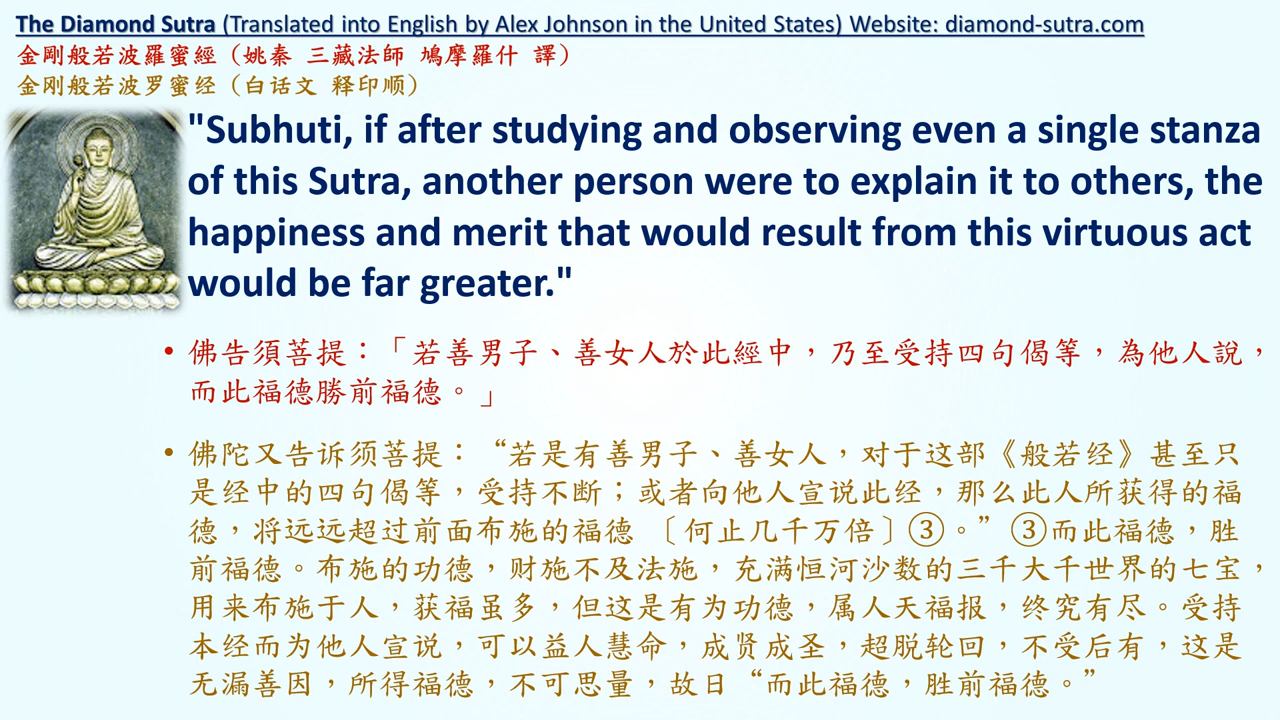 The Diamond Sutra (Translated into English by Alex Johnson in the United States) Website: diamond-sutra.com
金剛般若波羅蜜經 (姚秦 三藏法師 鳩摩羅什 譯)
金刚般若波罗蜜经 (白话文 释印顺)
"Subhuti, if after studying and observing even a single stanza
of this Sutra, another person were to explain it to others, the
happiness and merit that would result from this virtuous act
would be far greater."
• 佛告須菩提：「若善男子、善女人於此經中，乃至受持四句偈等，為他人說，
而此福德勝前福德。」
• 佛陀又告诉须菩提：“若是有善男子、善女人，对于这部《般若经》甚至只
是经中的四句偈等，受持不断；或者向他人宣说此经，那么此人所获得的福
德，将远远超过前面布施的福德〔何止几千万倍〕③。”③而此福德，胜
前福德。布施的功德，财施不及法施，充满恒河沙数的三千大千世界的七宝，
用来布施于人，获福虽多，但这是有为功德，属人天福报，终究有尽。受持
本经而为他人宣说，可以益人慧命，成贤成圣，超脱轮回，不受后有，这是
无漏善因，所得福德，不可思量，故日“而此福德，胜前福德。”